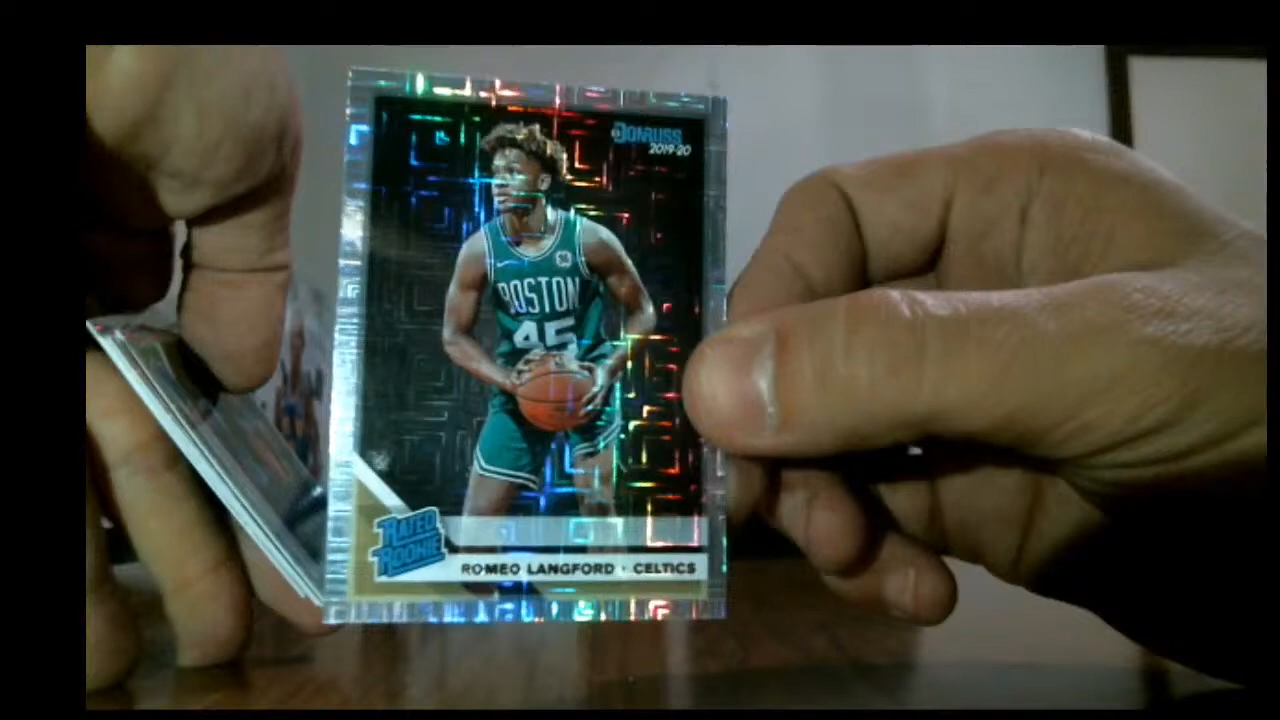 DONRUSS
2019-20
BOSTON
45
RATED
ROOKIE
ROMEO LANGFORD · CELTICS